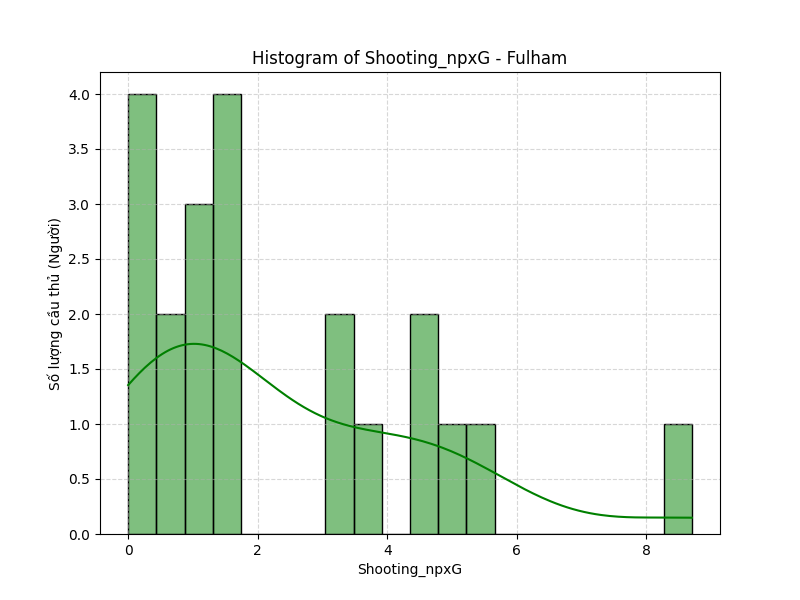 Histogram of Shooting_npxG - Fulham
Số lượng cầu thủ (Người)
4.0
3.5
3.0
2.5
2.0
1.5
1.0
0.5
0.0
0 2 4 6 8
Shooting_npxG